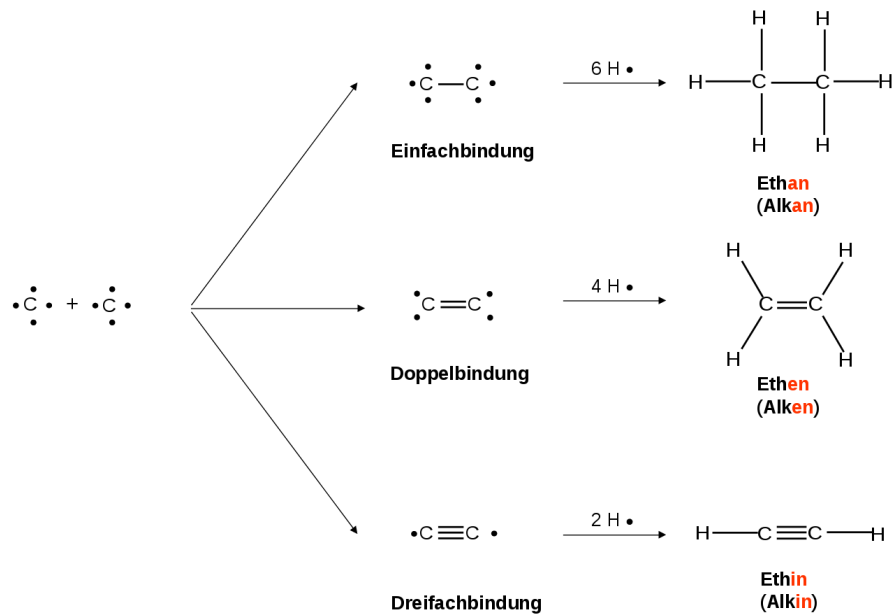 H H
C C 6 H H C C H
H H
Einfachbindung
Ethan
(Alkan)
H H
C + C C C 4 H C C
H H
Doppelbindung
Ethen
(Alken)
C C 2 H H C C H
Dreifachbindung
Ethin
(Alkin)